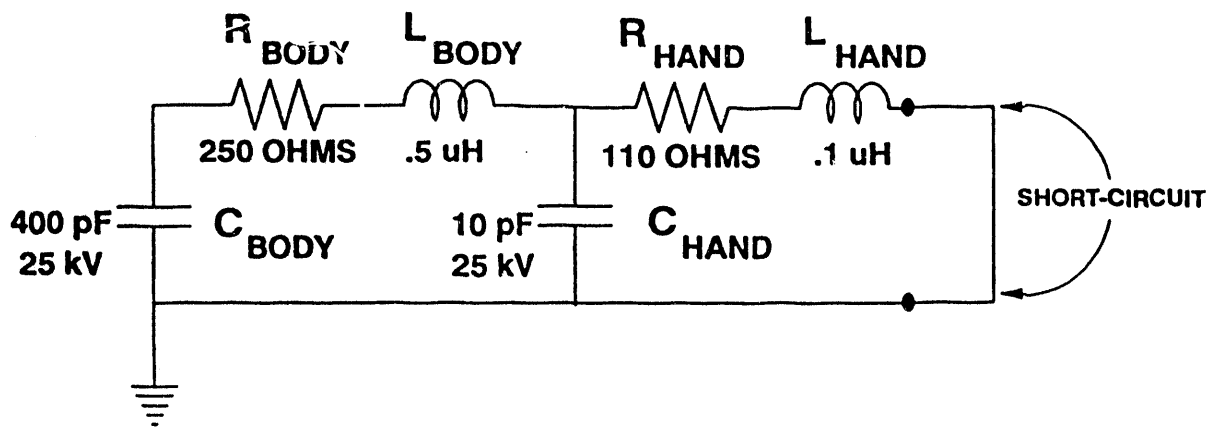 R BODY
L BODY
R HAND
L HAND
250 OHMS
.5 uH
110 OHMS
.1 uH
400 pF
25 kV
C BODY
10 pF
25 kV
C HAND
SHORT-CIRCUIT